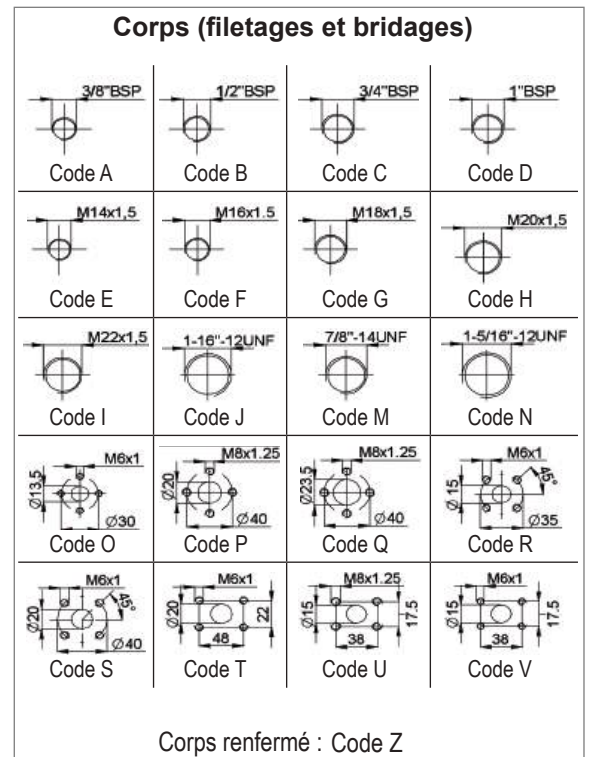 Corps (filetages et bridages)
3/8"BSP 1/2"BSP 3/4"BSP 1"BSP
Code A Code B Code C Code D
M14x1,5 M16x1.5 M18x1,5 M20x1,5
Code E Code F Code G Code H
M22x1,5 1-16"-12UNF 7/8"-14UNF 1-5/16"-12UNF
Code I Code J Code M Code N
M6x1 M8x1.25 M8x1.25 M6x1
Ø13.5 Ø20 Ø23.5 Ø15 45°
Ø30 Ø40 Ø40 Ø35
Code O Code P Code Q Code R
M6x1 M6x1 M8x1.25 M6x1
Ø20 45° Ø20 22 Ø15 17.5 Ø15 17.5
Ø40 48 38 38
Code S Code T Code U Code V
Corps renfermé : Code Z